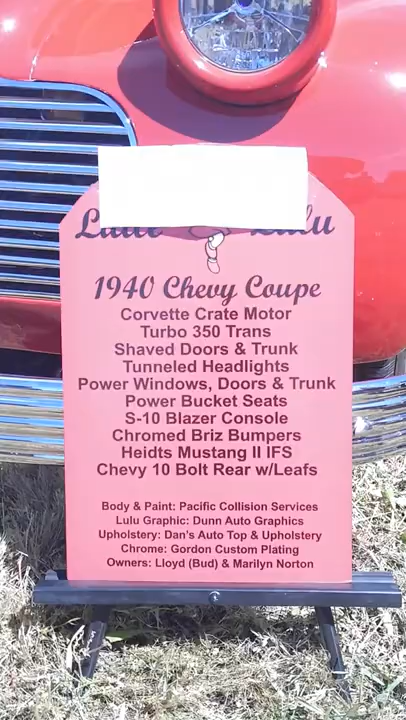 1940 Chevy Coupe
Corvette Crate Motor
Turbo 350 Trans
Shaved Doors & Trunk
Tunneled Headlights
Power Windows, Doors & Trunk
Power Bucket Seats
S-10 Blazer Console
Chromed Briz Bumpers
Heidts Mustang II IFS
Chevy 10 Bolt Rear w/Leafs
Body & Paint: Pacific Collision Services
Lulu Graphic: Dunn Auto Graphics
Upholstery: Dan's Auto Top & Upholstery
Chrome: Gordon Custom Plating
Owners: Lloyd (Bud) & Marilyn Norton